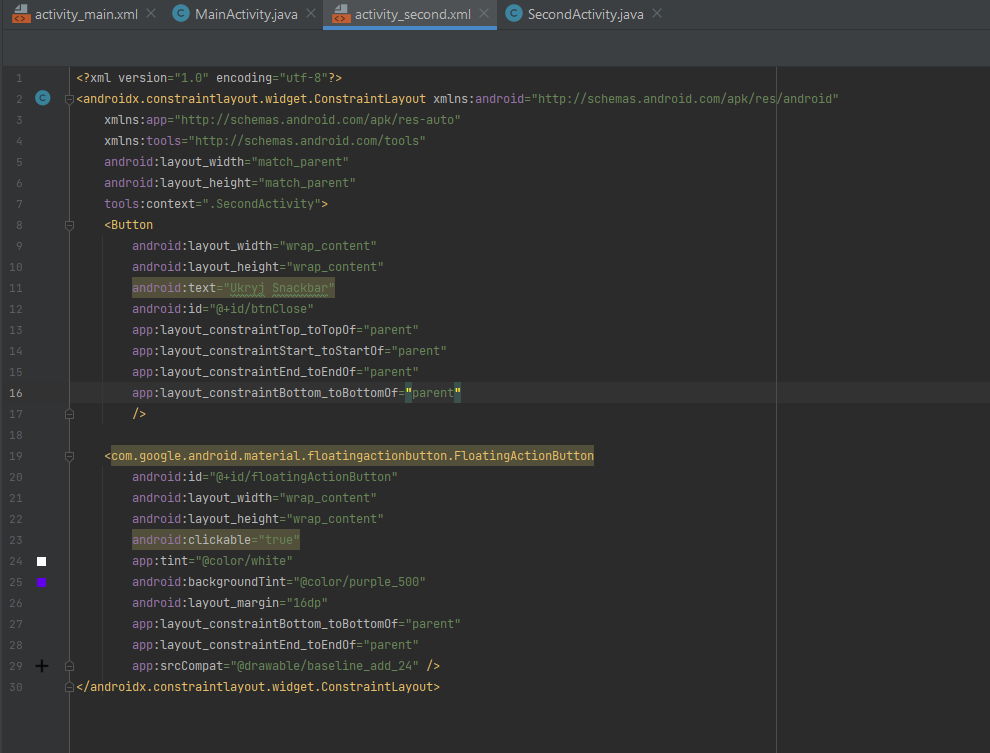 activity_main.xml MainActivity.java activity_second.xml SecondActivity.java
1 <?xml version="1.0" encoding="utf-8"?>
2 <androidx.constraintlayout.widget.ConstraintLayout xmlns:android="http://schemas.android.com/apk/res/android"
3 xmlns:app="http://schemas.android.com/apk/res-auto"
4 xmlns:tools="http://schemas.android.com/tools"
5 android:layout_width="match_parent"
6 android:layout_height="match_parent"
7 tools:context=".SecondActivity">
8 <Button
9 android:layout_width="wrap_content"
10 android:layout_height="wrap_content"
11 android:text="Ukryj Snackbar"
12 android:id="@+id/btnClose"
13 app:layout_constraintTop_toTopOf="parent"
14 app:layout_constraintStart_toStartOf="parent"
15 app:layout_constraintEnd_toEndOf="parent"
16 app:layout_constraintBottom_toBottomOf="parent"
17 />
18
19 <com.google.android.material.floatingactionbutton.FloatingActionButton
20 android:id="@+id/floatingActionButton"
21 android:layout_width="wrap_content"
22 android:layout_height="wrap_content"
23 android:clickable="true"
24 app:tint="@color/white"
25 android:backgroundTint="@color/purple_500"
26 android:layout_margin="16dp"
27 app:layout_constraintBottom_toBottomOf="parent"
28 app:layout_constraintEnd_toEndOf="parent"
29 app:srcCompat="@drawable/baseline_add_24" />
30 </androidx.constraintlayout.widget.ConstraintLayout>